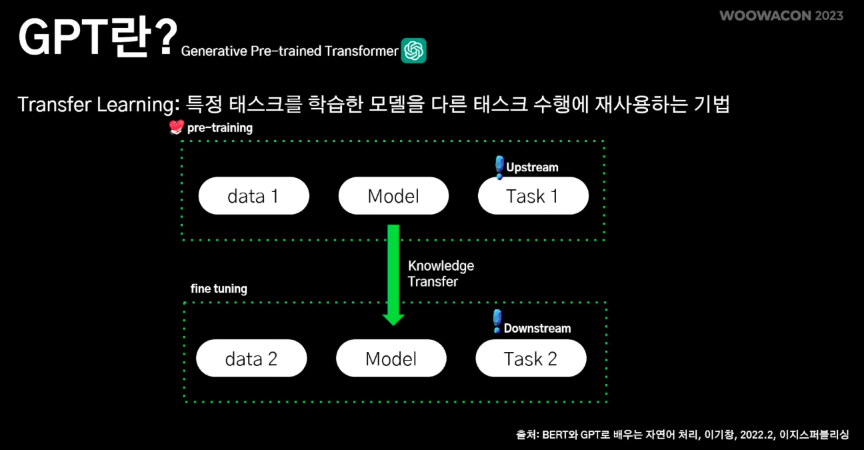 WOOWACON 2023
GPT란?
Generative Pre-trained Transformer
Transfer Learning: 특정 태스크를 학습한 모델을 다른 태스크 수행에 재사용하는 기법
pre-training
Upstream
data 1
Model
Task 1
Knowledge
Transfer
fine tuning
Downstream
data 2
Model
Task 2
출처: BERT와 GPT로 배우는 자연어 처리, 이기창, 2022.2, 이지스퍼블리싱